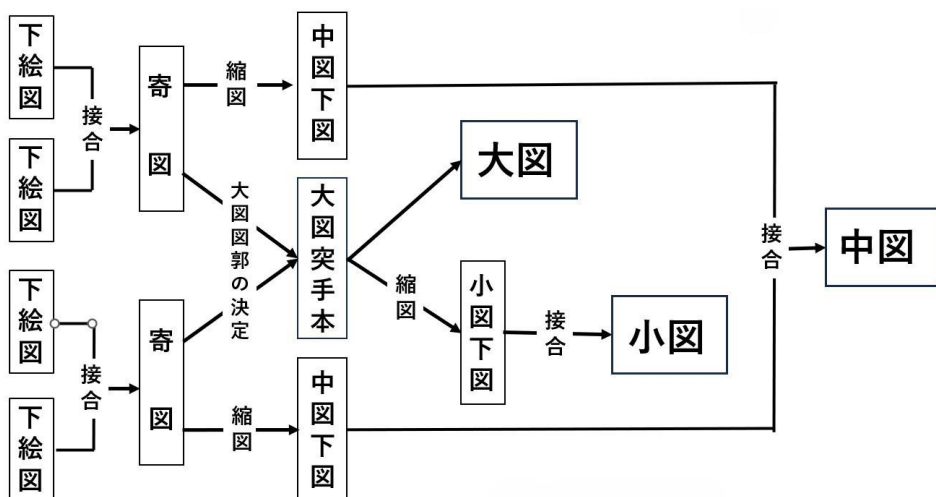 下絵図
下絵図
接合
寄図
縮図
中図下図
大図図郭の決定
大図突手本
大図
縮図
小図下図
接合
小図
接合
中図
下絵図
下絵図
接合
寄図
縮図
中図下図